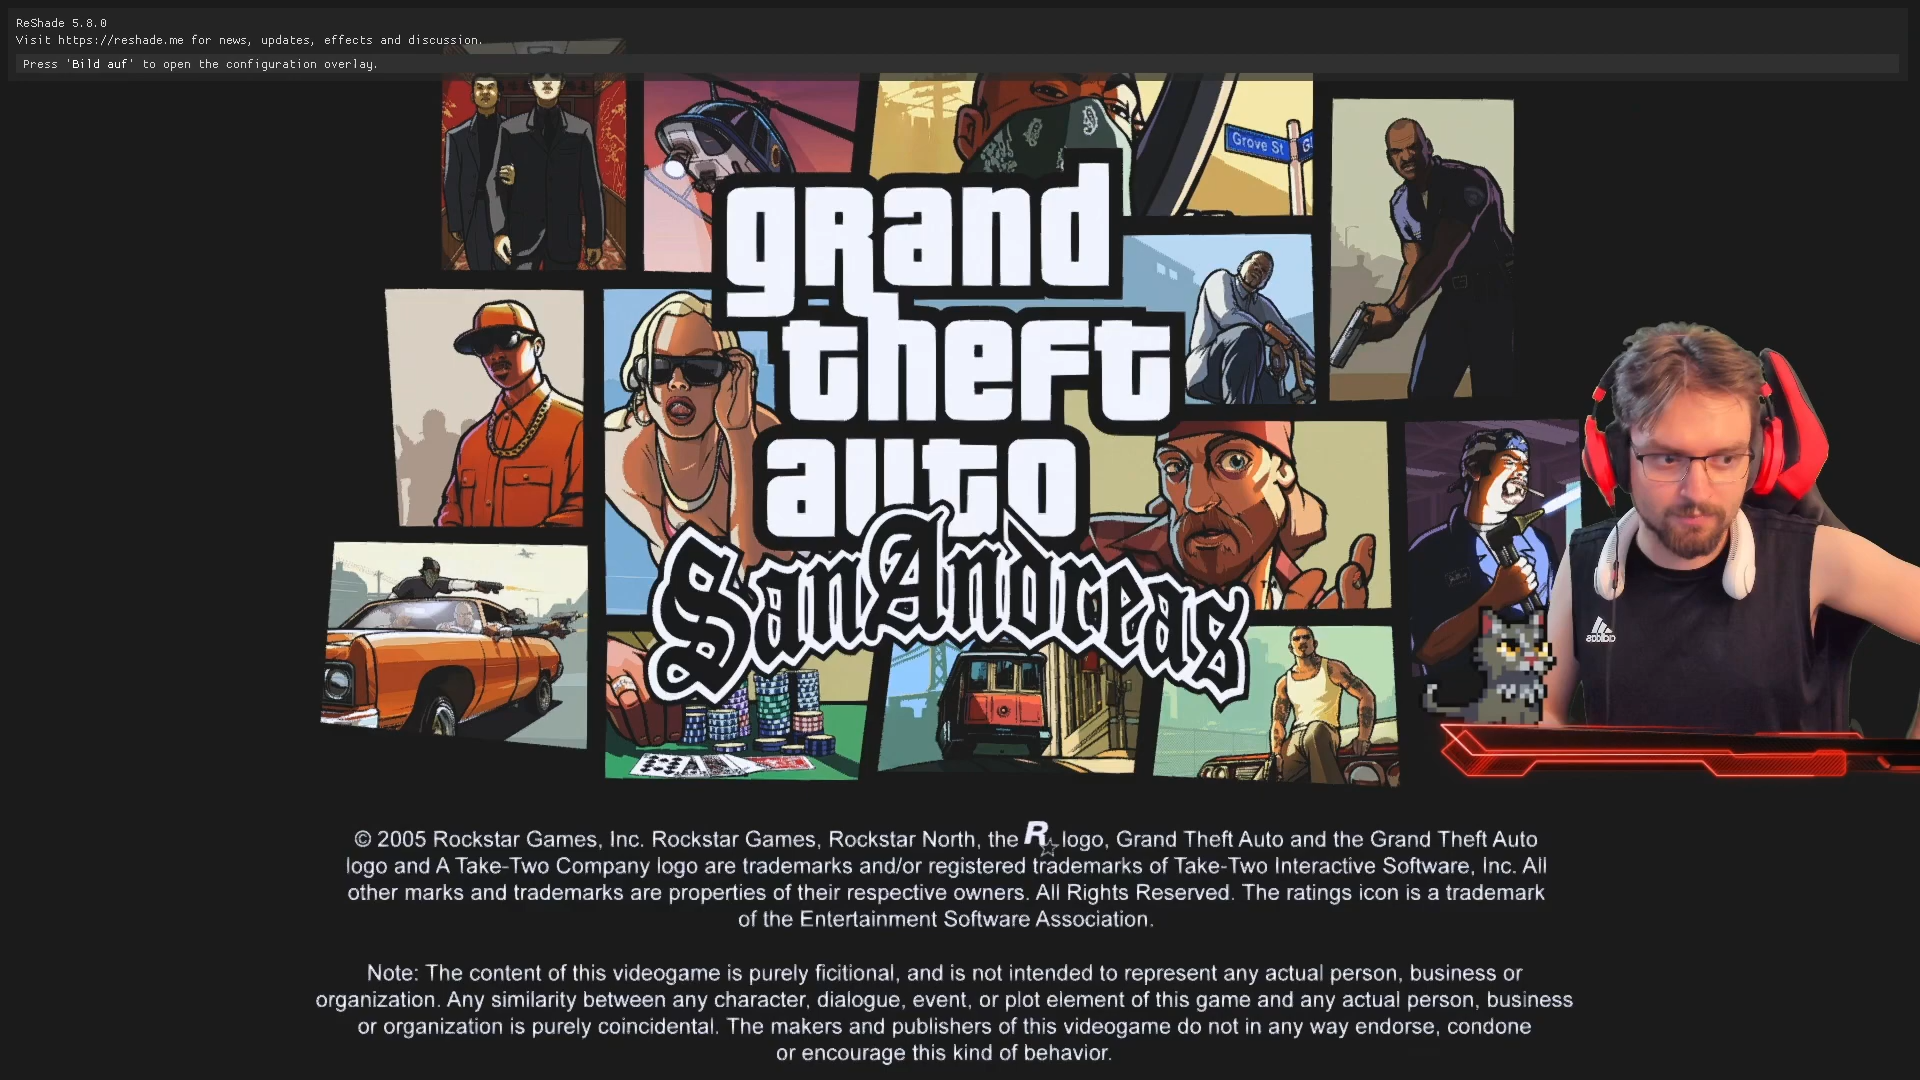 ReShade 5.8.0
Visit https://reshade.me for news, updates, effects and discussion.
Press 'Bild auf' to open the configuration overlay.
Grove St
grand
theft
auto
San Andreas
© 2005 Rockstar Games, Inc. Rockstar Games, Rockstar North, the R logo, Grand Theft Auto and the Grand Theft Auto
logo and A Take-Two Company logo are trademarks and/or registered trademarks of Take-Two Interactive Software, Inc. All
other marks and trademarks are properties of their respective owners. All Rights Reserved. The ratings icon is a trademark
of the Entertainment Software Association.
Note: The content of this videogame is purely ficitional, and is not intended to represent any actual person, business or
organization. Any similarity between any character, dialogue, event, or plot element of this game and any actual person, business
or organization is purely coincidental. The makers and publishers of this videogame do not in any way endorse, condone
or encourage this kind of behavior.